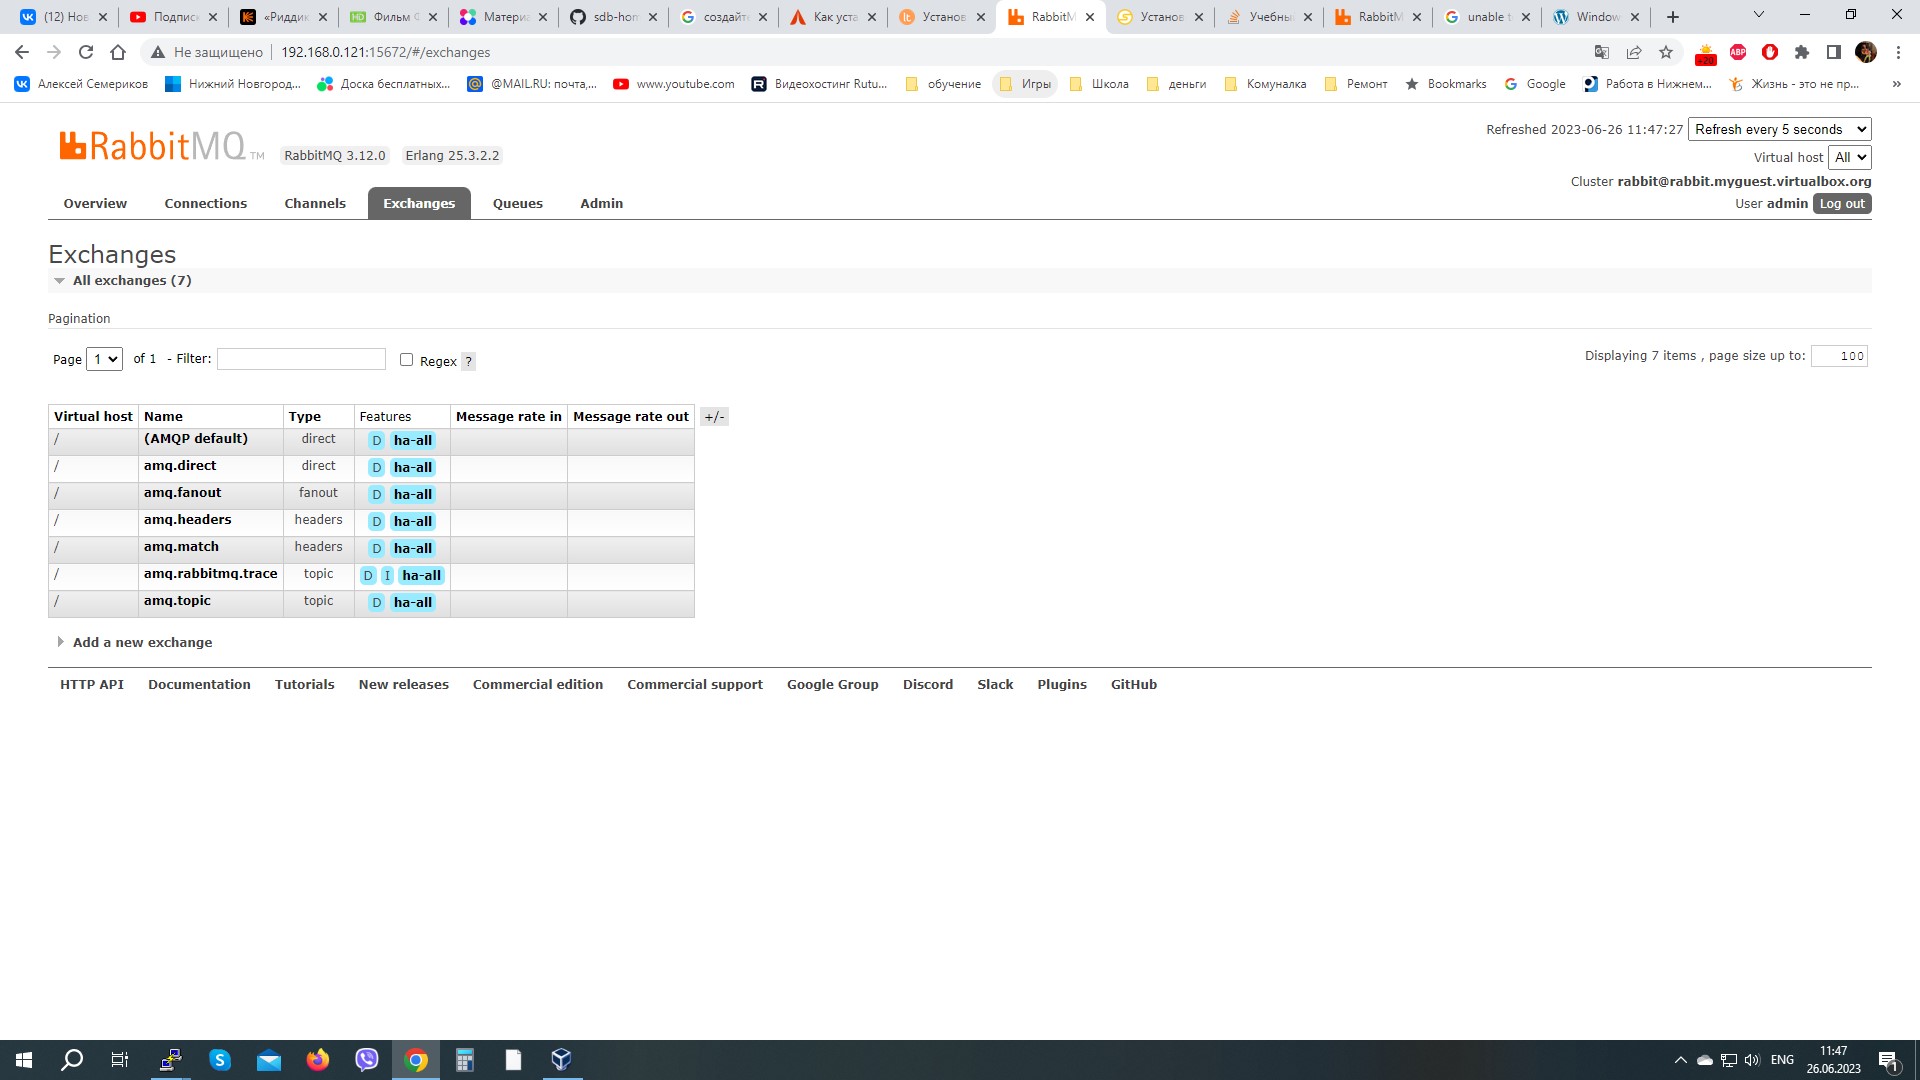 (12) Нов Подписк «Риддик Фильм Ф Материа sdb-hom создайте Как уста Установ RabbitM Установ Учебны RabbitM unable t Window
Не защищено 192.168.0.121:15672/#/exchanges +20 ABP
Алексей Семериков Нижний Новгород... Доска бесплатных... @MAIL.RU: почта,... www.youtube.com Видеохостинг Rutu... обучение Игры Школа деньги Комуналка Ремонт Bookmarks Google Работа в Нижнем... Жизнь - это не пр... »
RabbitMQ TM RabbitMQ 3.12.0 Erlang 25.3.2.2
Refreshed 2023-06-26 11:47:27 Refresh every 5 seconds
Virtual host All
Cluster rabbit@rabbit.myguest.virtualbox.org
User admin Log out
Overview Connections Channels Exchanges Queues Admin
Exchanges
All exchanges (7)
Pagination
Page 1 of 1 - Filter: Regex ? Displaying 7 items , page size up to: 100
Virtual host Name Type Features Message rate in Message rate out +/-
/ (AMQP default) direct D ha-all
/ amq.direct direct D ha-all
/ amq.fanout fanout D ha-all
/ amq.headers headers D ha-all
/ amq.match headers D ha-all
/ amq.rabbitmq.trace topic D I ha-all
/ amq.topic topic D ha-all
Add a new exchange
HTTP API Documentation Tutorials New releases Commercial edition Commercial support Google Group Discord Slack Plugins GitHub
ENG 11:47
26.06.2023 1